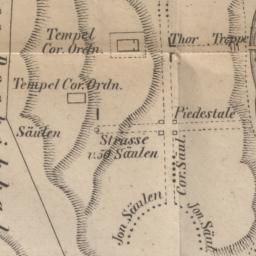 Tempel
Cor. Ordn.
Thor. Treppe
Tempel Cor. Ordn.
Piedestale
Säulen
Strasse
v. 50 Säulen
Cor. Säul.
Jon. Säulen
Jon. Säul